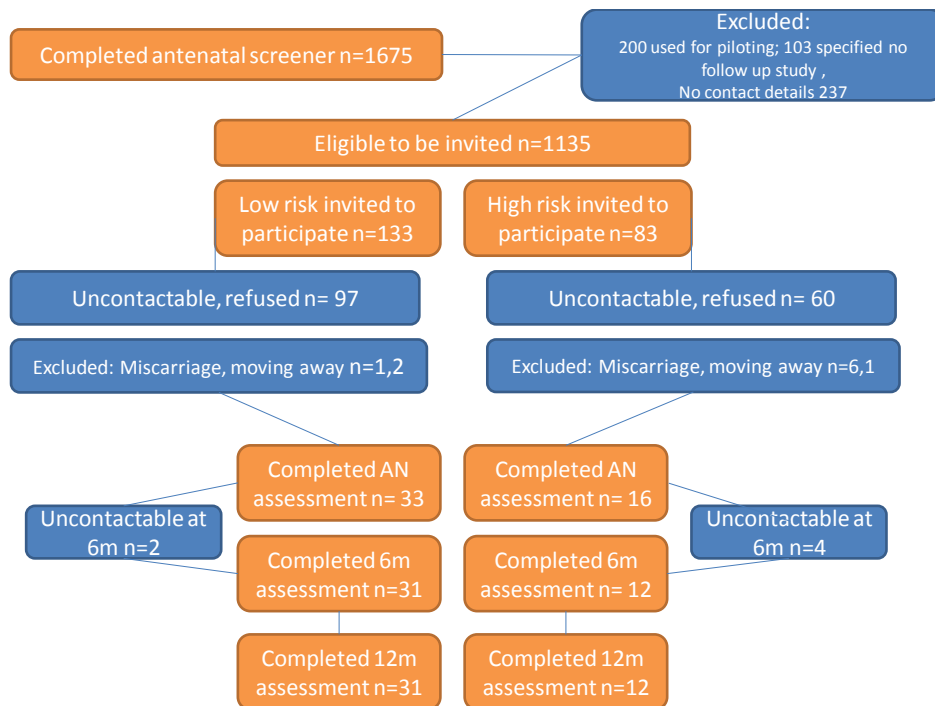 Completed antenatal screener n=1675
Excluded:
200 used for piloting; 103 specified no
follow up study ,
No contact details 237
Eligible to be invited n=1135
Low risk invited to
participate n=133
High risk invited to
participate n=83
Uncontactable, refused n= 97
Uncontactable, refused n= 60
Excluded: Miscarriage, moving away n=1,2
Excluded: Miscarriage, moving away n=6,1
Completed AN
assessment n= 33
Completed AN
assessment n= 16
Uncontactable at
6m n=2
Uncontactable at
6m n=4
Completed 6m
assessment
n=31
Completed 6m
assessment n= 12
Completed 12m
assessment
n=31
Completed 12m
assessment
n=12